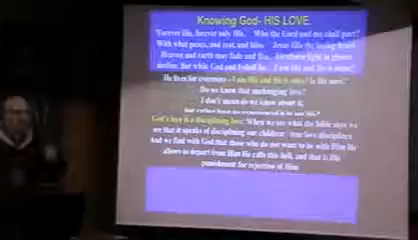 Knowing God- HIS LOVE.
Forever His, forever only His. Who the Lord and me shall part?
With what peace, and rest, and bliss Jesus fills the loving heart.
Heaven and earth may fade and
decline. But while God and I shall be I am His and He is mine."
He lives for evermore - I am His and He is mine. Is He ours?
Do we know that unchanging love?
I don't mean do we know about it,
God's love is a disciplining love. When we see what the Bible says we
see that it speaks of disciplining our children - true love disciplines
And we find with God that those who do not want to be with Him He
allows to depart from Him He calls this hell, and that is His
punishment for rejection of Him